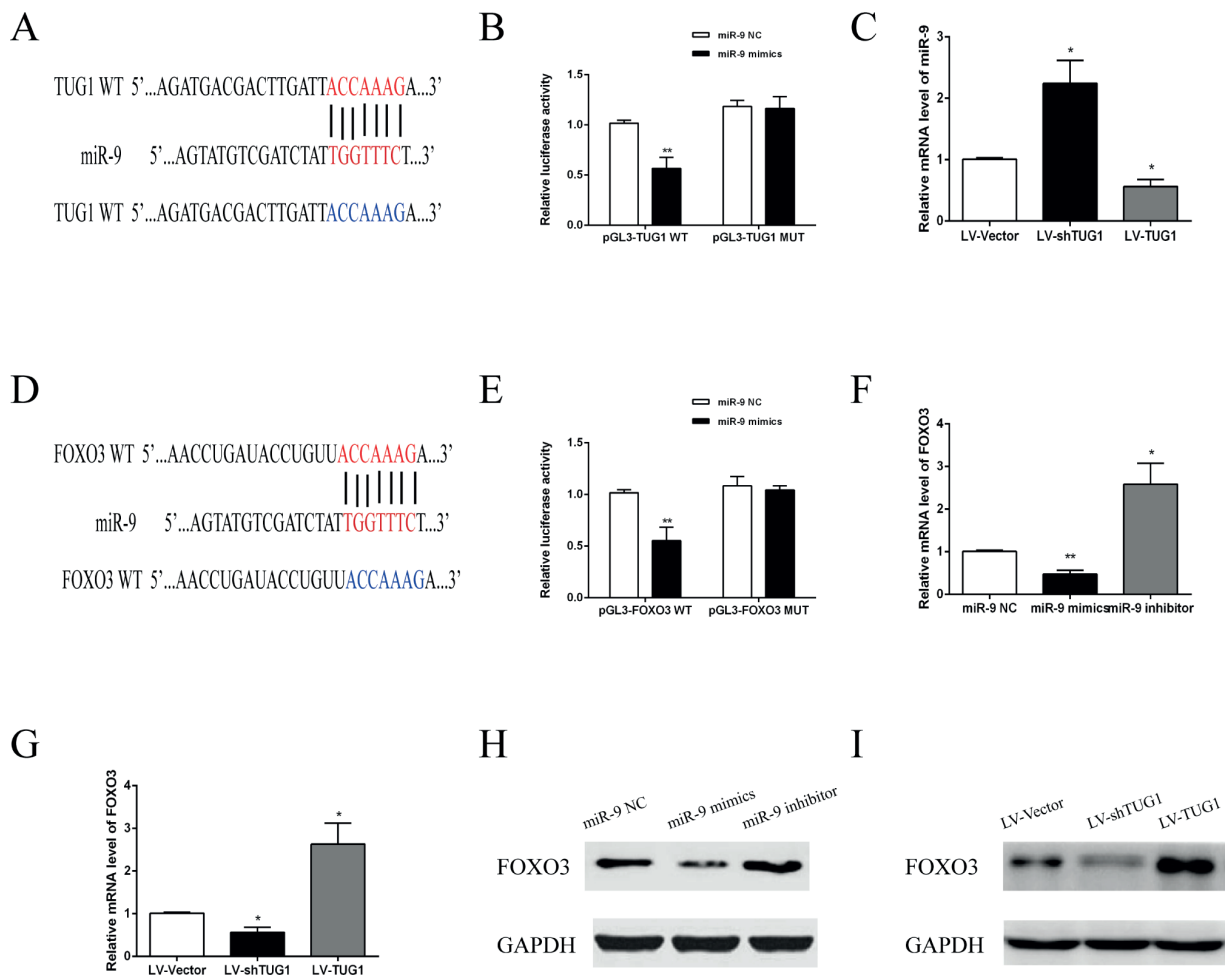 A
TUG1 WT 5’...AGATGACGACTTGATTACCAAAGA...3’
miR-9 5’...AGTATGTCGATCTATTGGTTTCT...3’
TUG1 WT 5’...AGATGACGACTTGATTACCAAAGA...3’
B
miR-9 NC
miR-9 mimics
Relative luciferase activity
1.5
1.0
0.5
0.0
**
pGL3-TUG1 WT
pGL3-TUG1 MUT
C
Relative mRNA level of miR-9
3
2
1
0
*
*
LV-Vector
LV-shTUG1
LV-TUG1
D
FOXO3 WT 5’...AACCUGAUACCUGUUACCAAAGA...3’
miR-9 5’...AGTATGTCGATCTATTGGTTTCT...3’
FOXO3 WT 5’...AACCUGAUACCUGUUACCAAAGA...3’
E
miR-9 NC
miR-9 mimics
Relative luciferase activity
1.5
1.0
0.5
0.0
**
pGL3-FOXO3 WT
pGL3-FOXO3 MUT
F
Relative mRNA level of FOXO3
4
3
2
1
0
**
*
miR-9 NC
miR-9 mimics
miR-9 inhibitor
G
Relative mRNA level of FOXO3
4
3
2
1
0
*
*
LV-Vector
LV-shTUG1
LV-TUG1
H
miR-9 NC
miR-9 mimics
miR-9 inhibitor
FOXO3
GAPDH
I
LV-Vector
LV-shTUG1
LV-TUG1
FOXO3
GAPDH